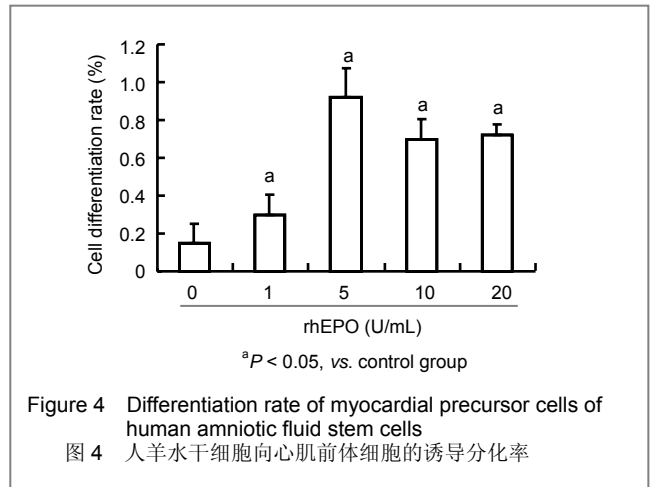 Cell differentiation rate (%)
1.2
1.0
0.8
0.6
0.4
0.2
0
a
a
a
a
0 1 5 10 20
rhEPO (U/mL)
ᵃP < 0.05, vs. control group
Figure 4 Differentiation rate of myocardial precursor cells of
human amniotic fluid stem cells
图 4 人羊水干细胞向心肌前体细胞的诱导分化率